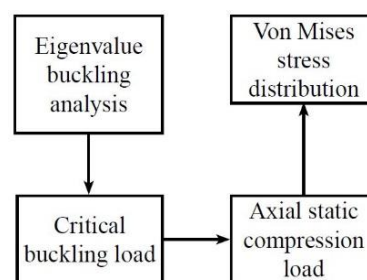 Eigenvalue
buckling
analysis
Critical
buckling load
Axial static
compression
load
Von Mises
stress
distribution